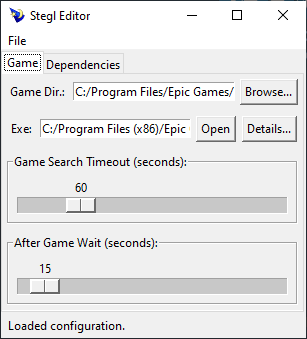 Stegl Editor
File
Game Dependencies
Game Dir.: C:/Program Files/Epic Games/ Browse...
Exe: C:/Program Files (x86)/Epic Open Details...
Game Search Timeout (seconds):
60
After Game Wait (seconds):
15
Loaded configuration.